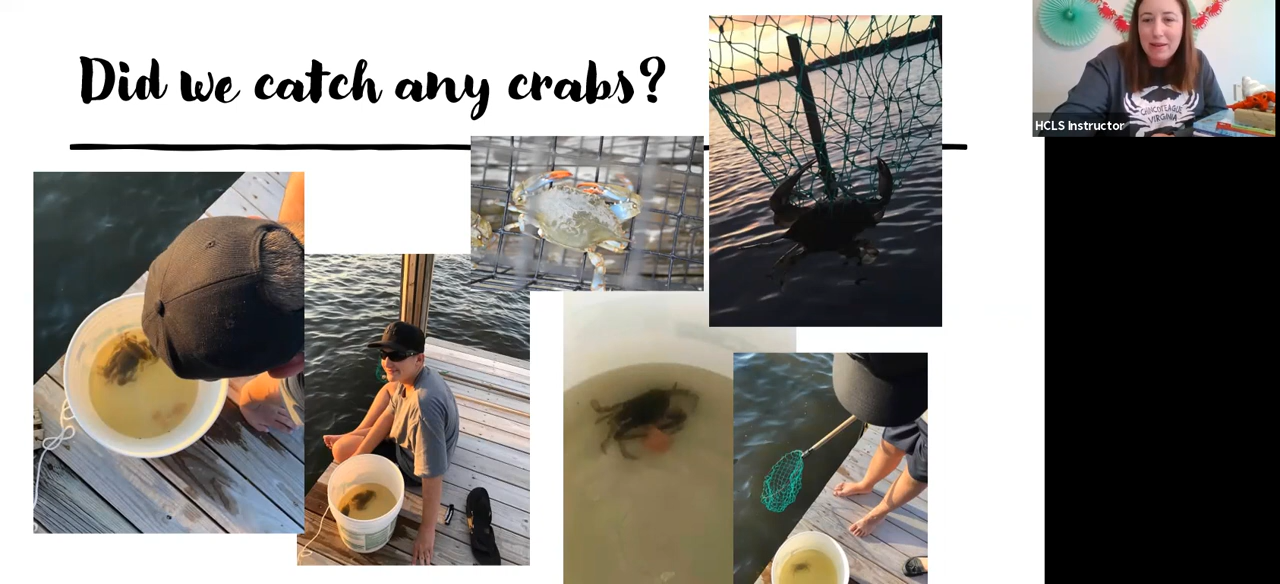 Did we catch any crabs?
HCLS Instructor
CHINCOTEAGUE
VIRGINIA